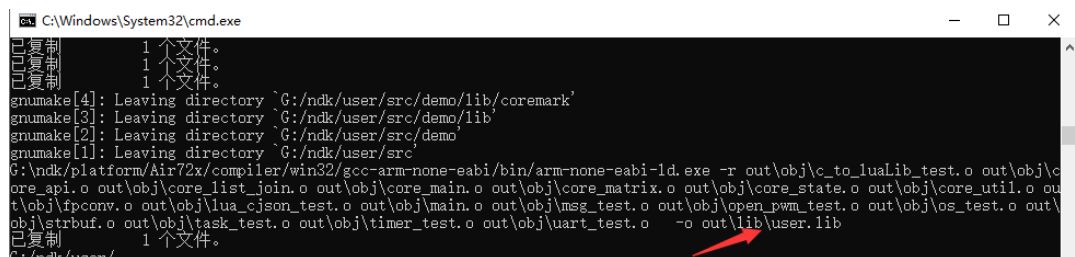 C:\Windows\System32\cmd.exe
已复制         1 个文件。
已复制         1 个文件。
已复制         1 个文件。
gnumake[4]: Leaving directory `G:/ndk/user/src/demo/lib/coremark'
gnumake[3]: Leaving directory `G:/ndk/user/src/demo/lib'
gnumake[2]: Leaving directory `G:/ndk/user/src/demo'
gnumake[1]: Leaving directory `G:/ndk/user/src'
G:\ndk/platform/Air72x/compiler/win32/gcc-arm-none-eabi/bin/arm-none-eabi-ld.exe -r out\obj\c_to_luaLib_test.o out\obj\c
ore_api.o out\obj\core_list_join.o out\obj\core_main.o out\obj\core_matrix.o out\obj\core_state.o out\obj\core_util.o ou
t\obj\fpconv.o out\obj\lua_cjson_test.o out\obj\main.o out\obj\msg_test.o out\obj\open_pwm_test.o out\obj\os_test.o out\
obj\strbuf.o out\obj\task_test.o out\obj\timer_test.o out\obj\uart_test.o   -o out\lib\user.lib
已复制         1 个文件。
G:/ndk/user/